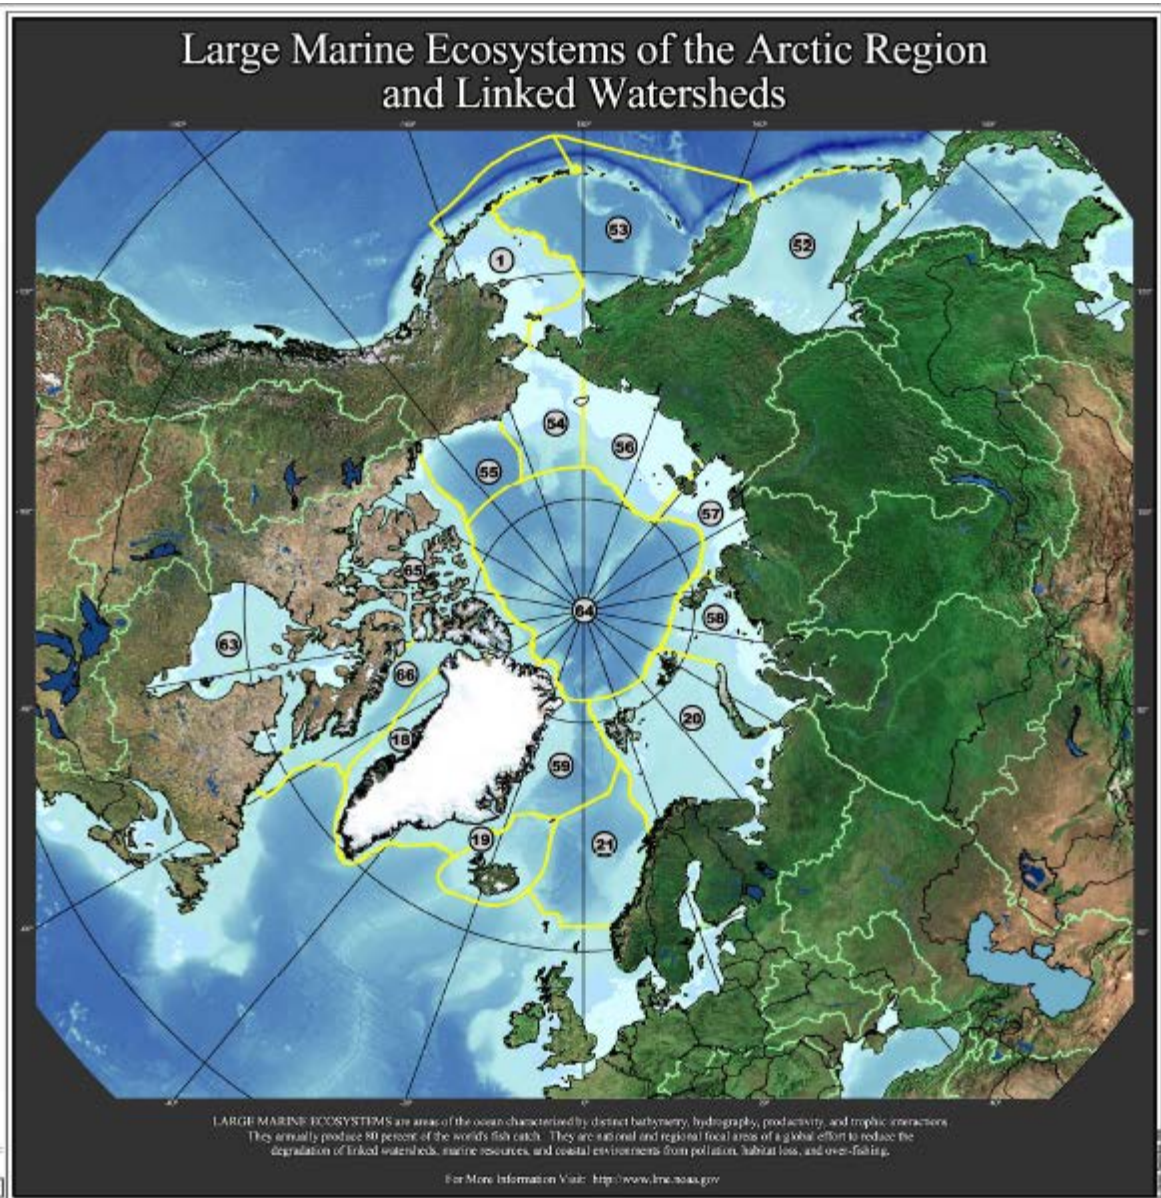 Large Marine Ecosystems of the Arctic Region
and Linked Watersheds
53
52
1
54
56
55
57
65
64
58
63
66
20
18
59
19
21
LARGE MARINE ECOSYSTEMS are areas of the ocean characterized by distinct bathymetry, hydrography, productivity, and trophic interactions
They annually produce 80 percent of the world's fish catch. They are national and regional focal areas of a global effort to reduce the
degradation of linked watersheds, marine resources, and coastal environments from pollution, habitat loss, and over-fishing.
For More Information Visit: http://www.lme.noaa.gov